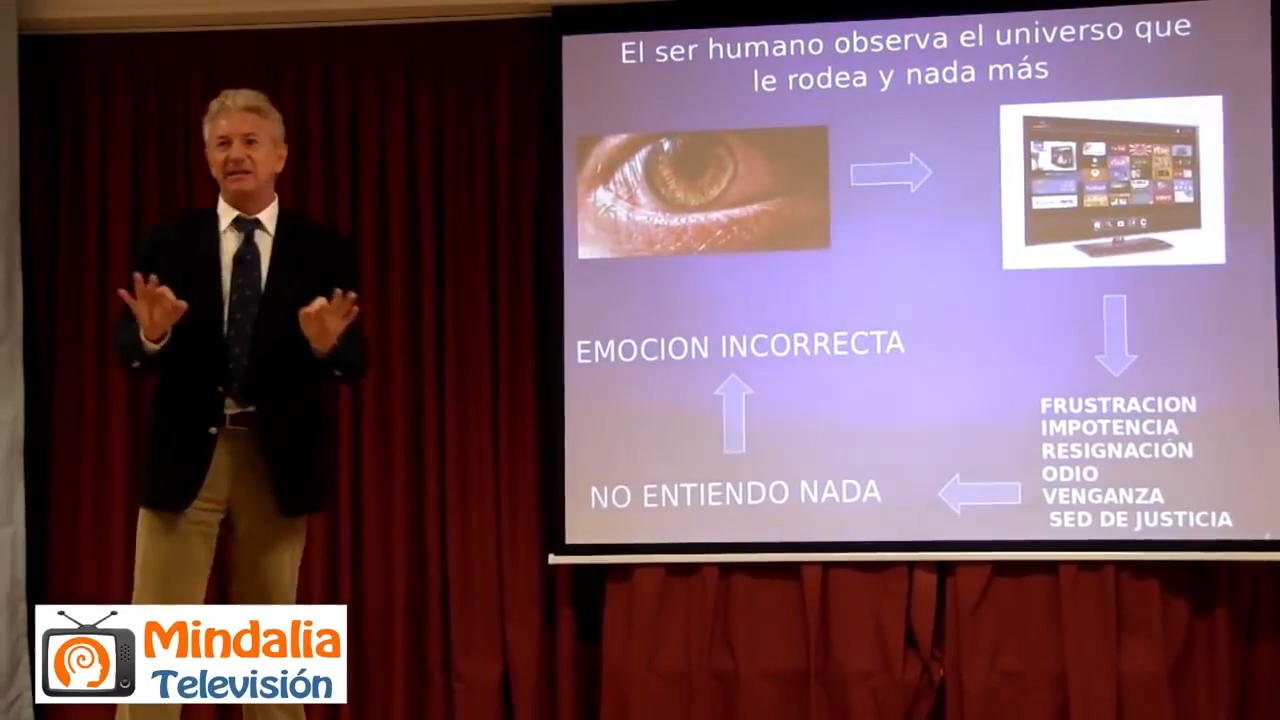 El ser humano observa el universo que
le rodea y nada más
EMOCION INCORRECTA
FRUSTRACION
IMPOTENCIA
RESIGNACIÓN
ODIO
VENGANZA
SED DE JUSTICIA
NO ENTIENDO NADA
Mindalia
Televisión